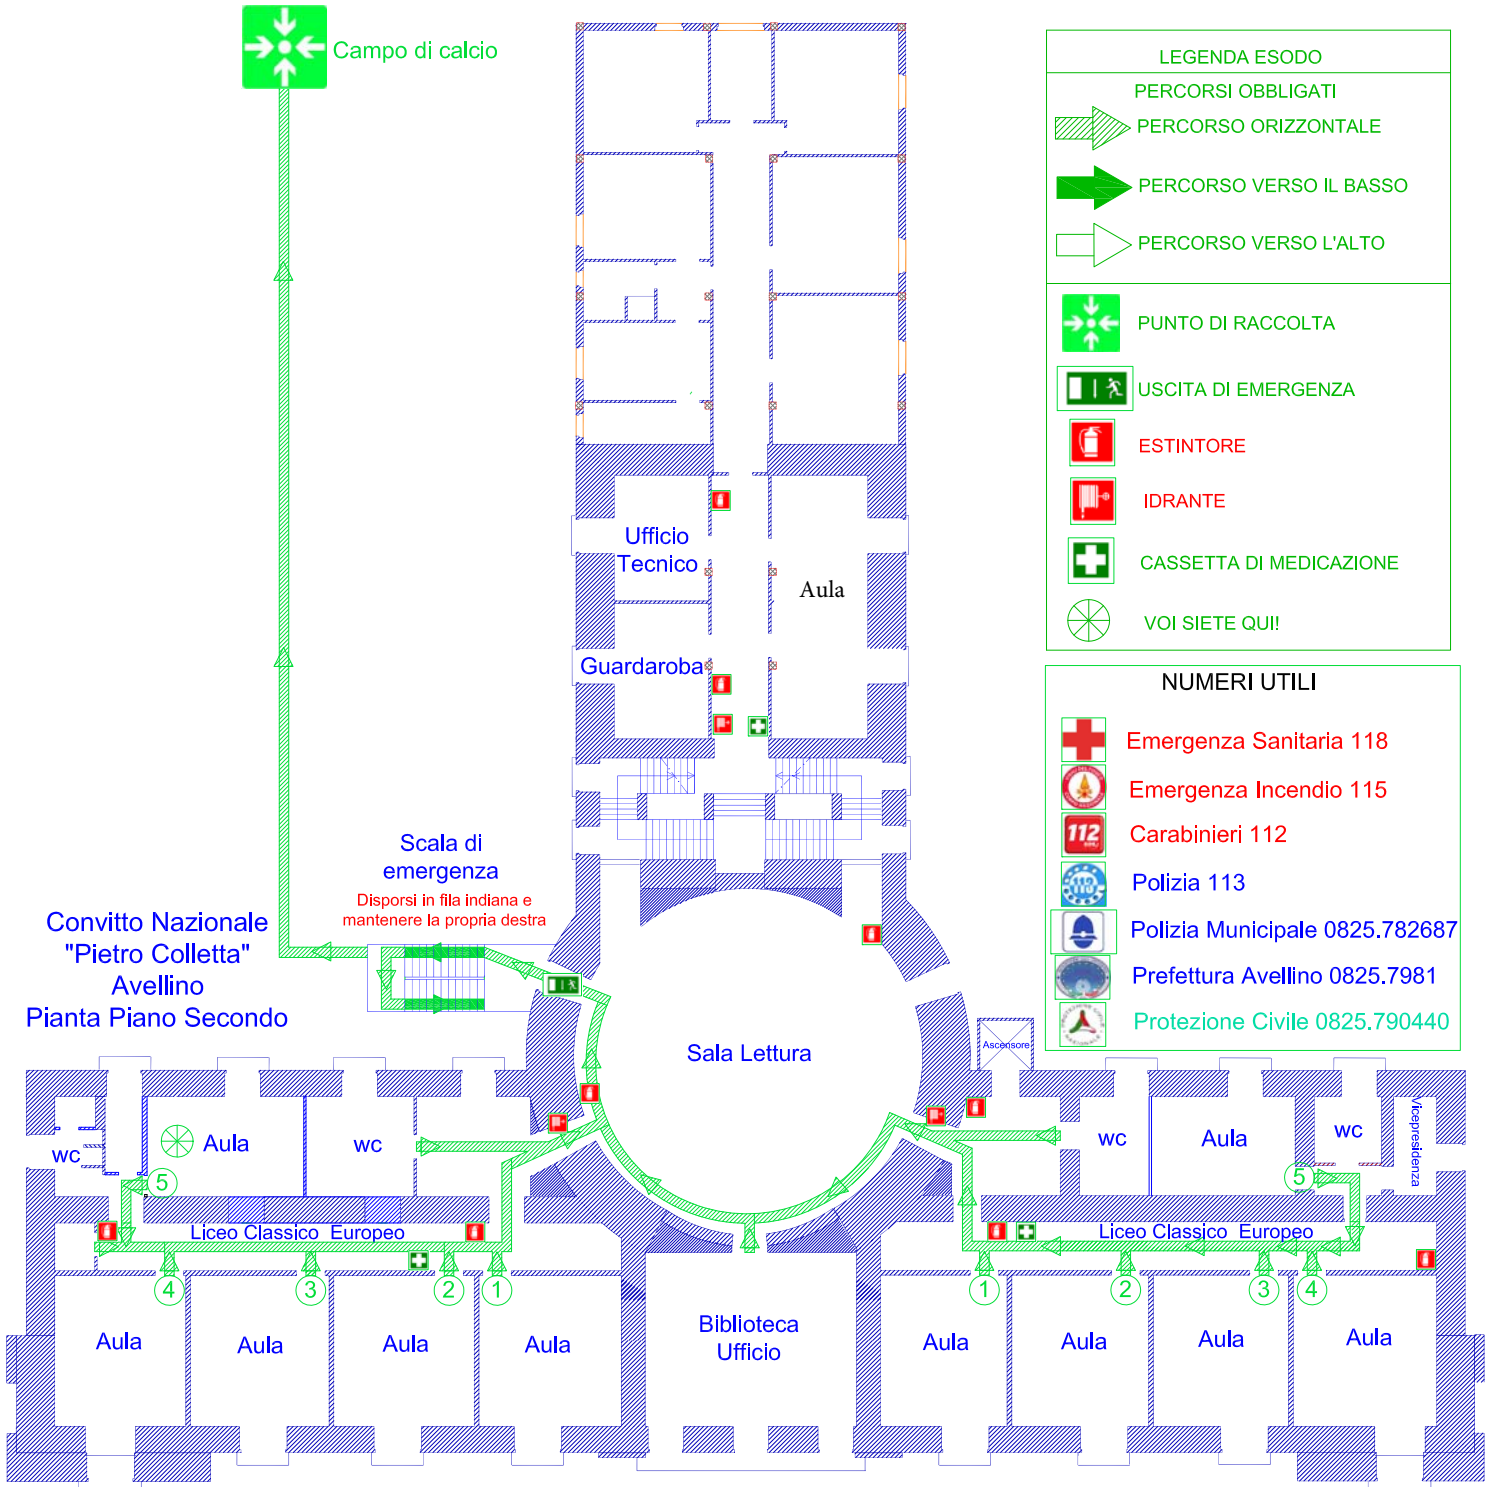 Campo di calcio
LEGENDA ESODO
PERCORSI OBBLIGATI
PERCORSO ORIZZONTALE
PERCORSO VERSO IL BASSO
PERCORSO VERSO L'ALTO
PUNTO DI RACCOLTA
USCITA DI EMERGENZA
ESTINTORE
IDRANTE
CASSETTA DI MEDICAZIONE
VOI SIETE QUI!
NUMERI UTILI
Emergenza Sanitaria 118
Emergenza Incendio 115
112
Carabinieri 112
113
Polizia 113
Polizia Municipale 0825.782687
Prefettura Avellino 0825.7981
Protezione Civile 0825.790440
Ufficio
Tecnico
Aula
Guardaroba
Scala di
emergenza
Disporsi in fila indiana e
mantenere la propria destra
Convitto Nazionale
"Pietro Colletta"
Avellino
Pianta Piano Secondo
Sala Lettura
Ascensore
wc
Aula
wc
wc
Aula
wc
Vicepresidenza
5
5
Liceo Classico Europeo
Liceo Classico Europeo
4
3
2
1
1
2
3
4
Aula
Aula
Aula
Aula
Biblioteca
Ufficio
Aula
Aula
Aula
Aula